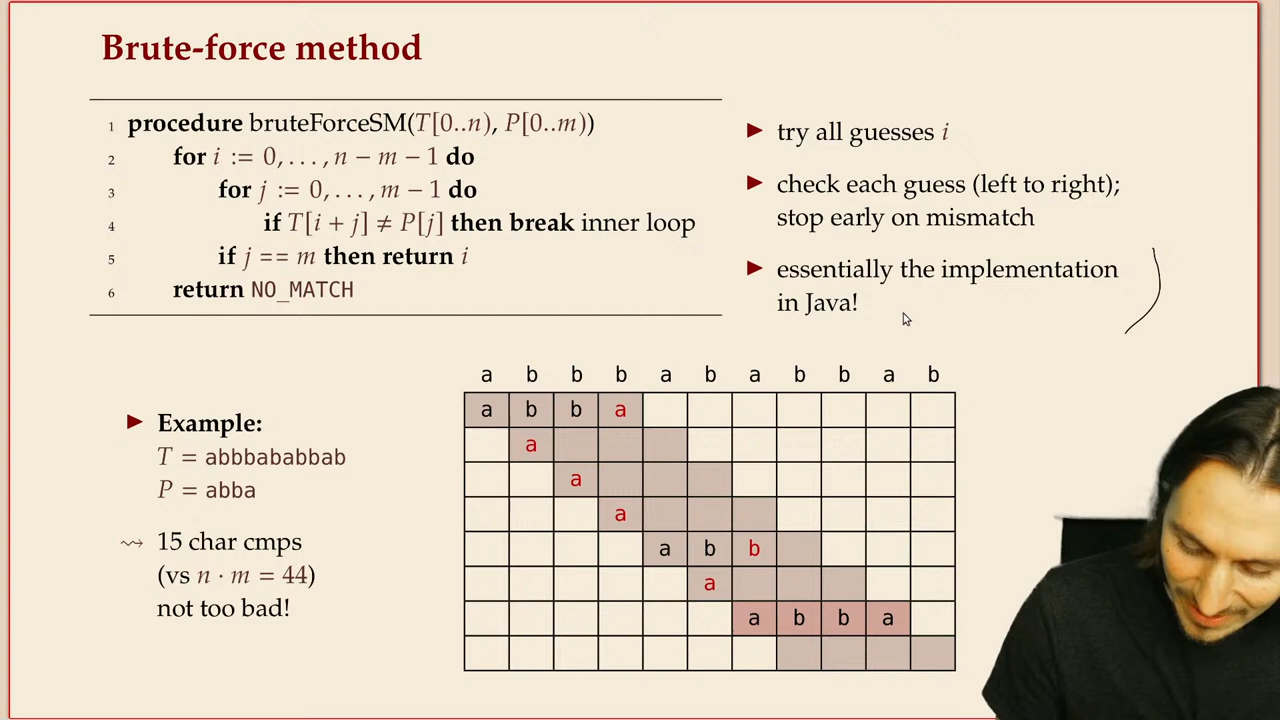 Brute-force method
1 procedure bruteForceSM(T[0..n), P[0..m))
2 for i := 0, . . . , n − m − 1 do
3 for j := 0, . . . , m − 1 do
4 if T[i + j] ≠ P[j] then break inner loop
5 if j == m then return i
6 return NO_MATCH
► try all guesses i
► check each guess (left to right);
stop early on mismatch
► essentially the implementation
in Java!
► Example:
T = abbbababbab
P = abba
⇝ 15 char cmps
(vs n · m = 44)
not too bad!
a b b b a b a b b a b
a b b a
a
a
a
a b b
a
a b b a